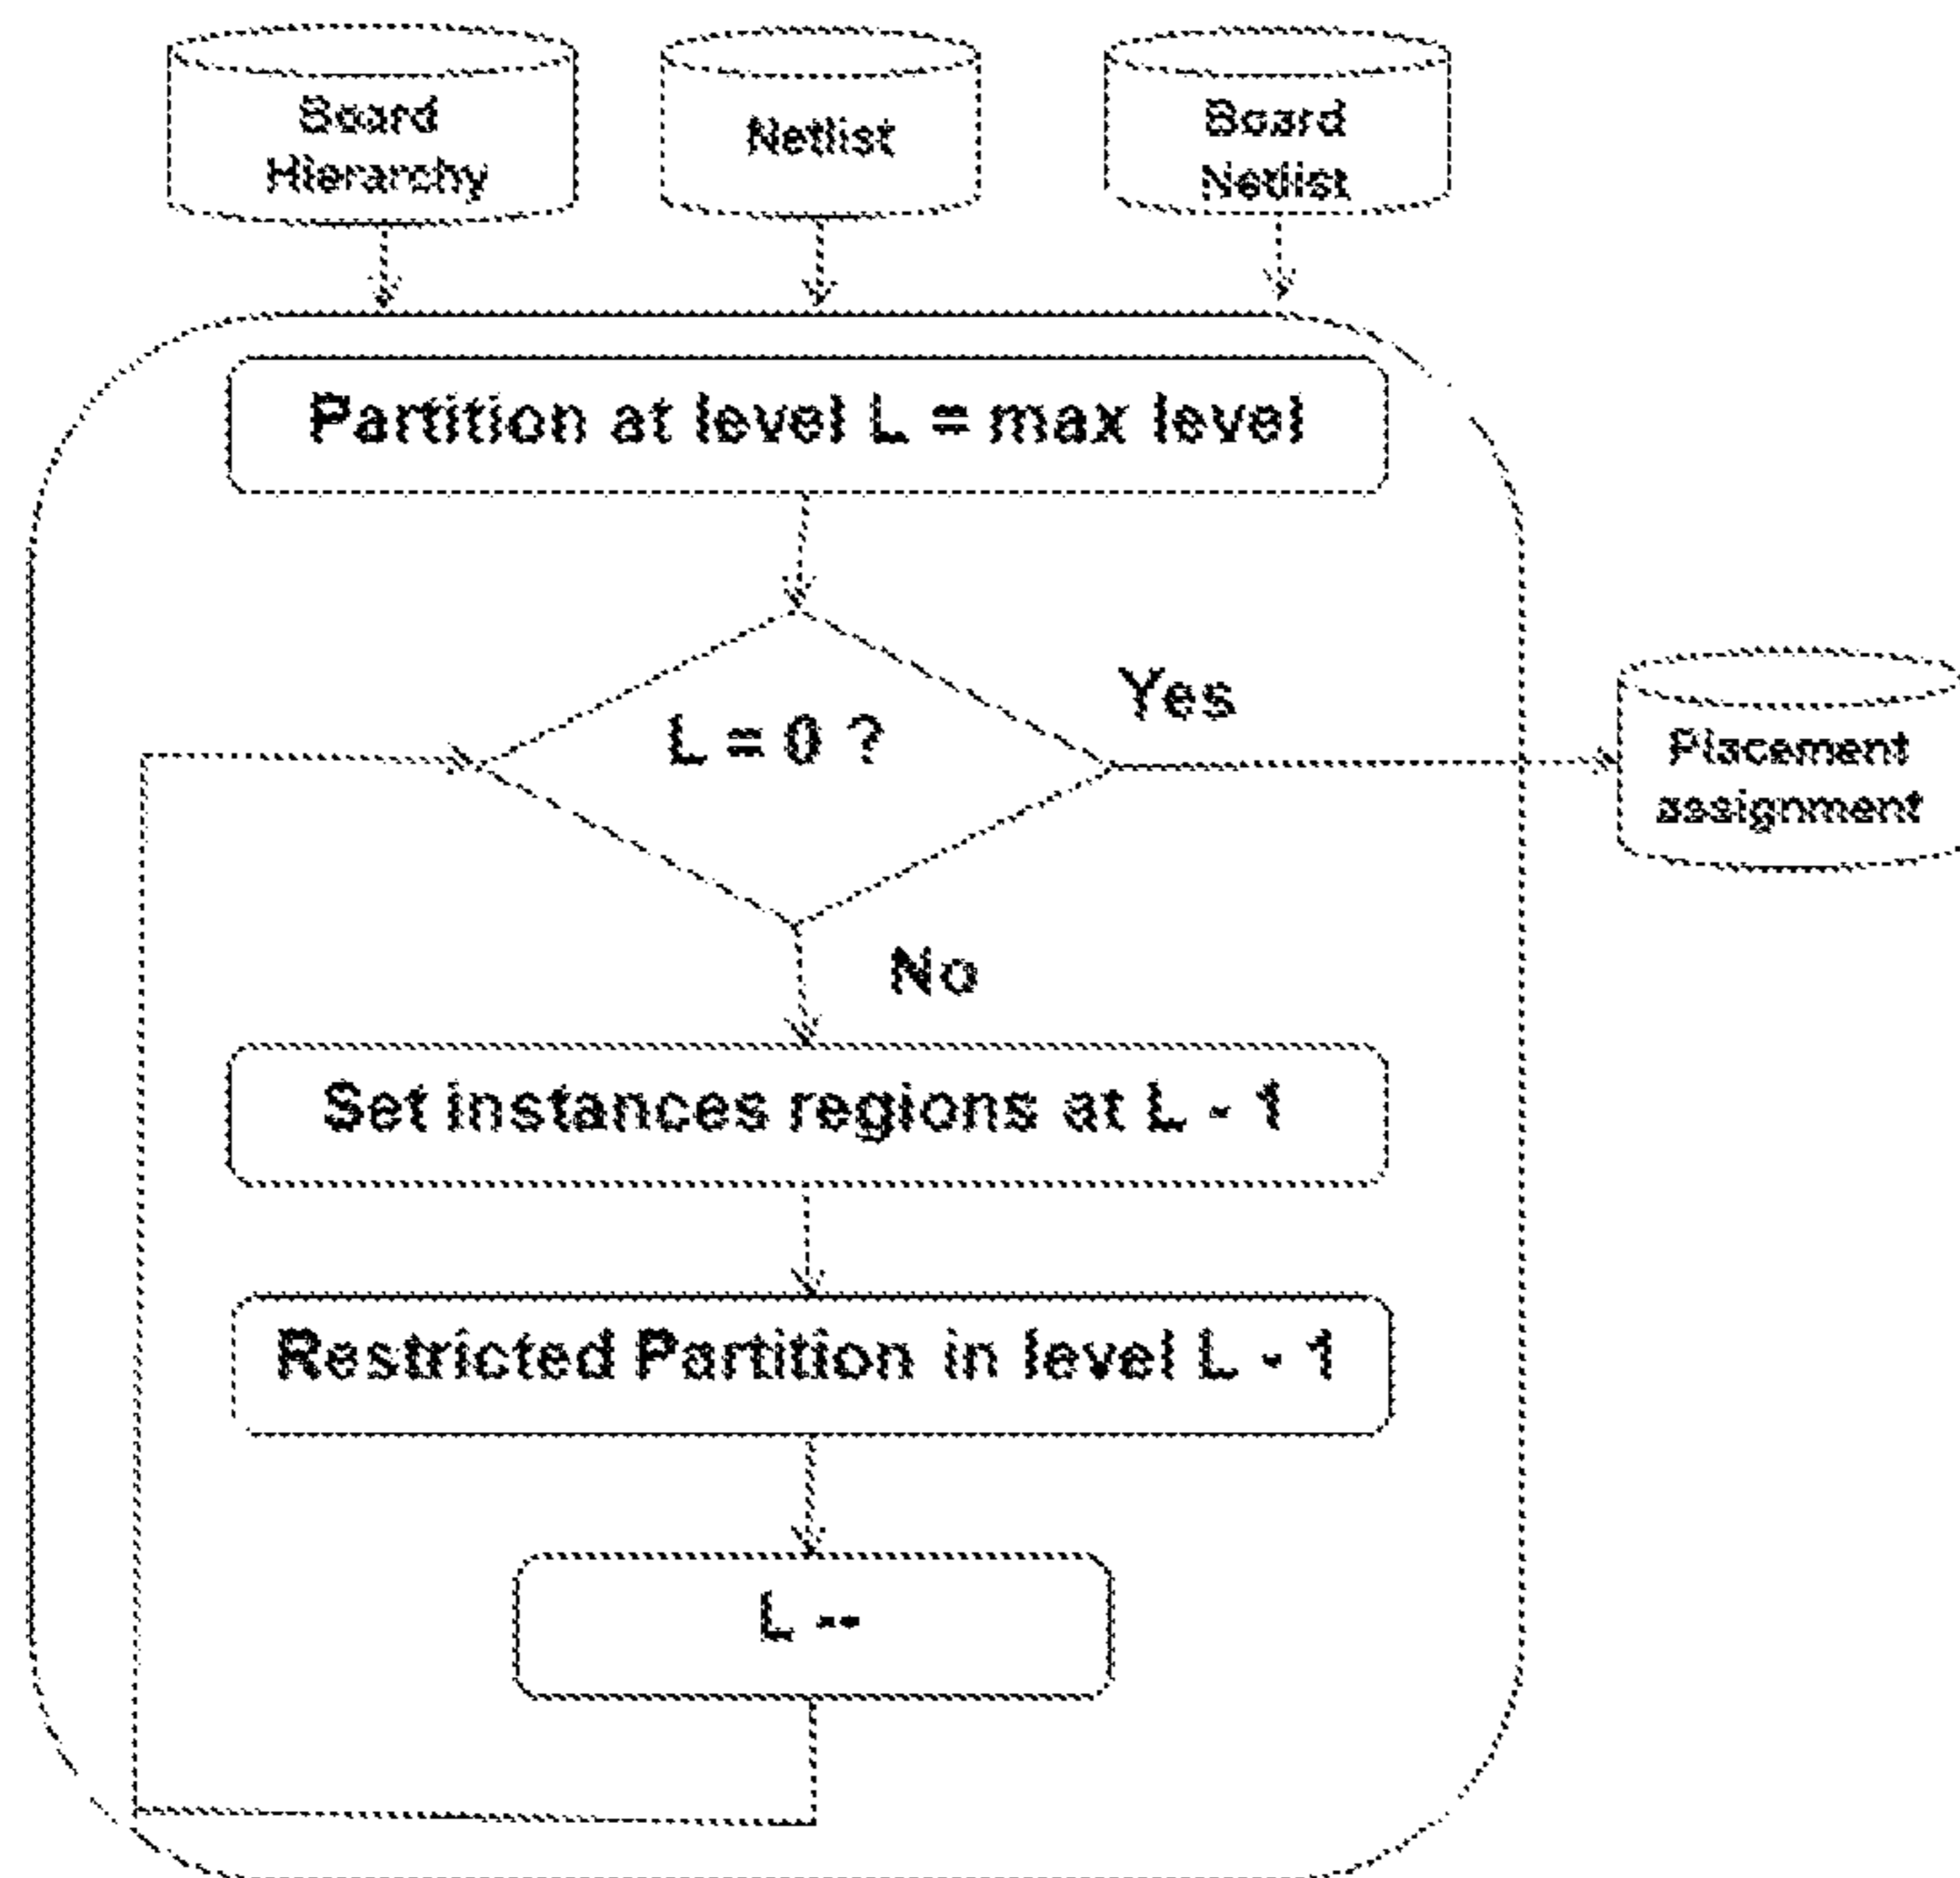 Board
Hierarchy
Netlist
Board
Netlist
Partition at level L = max level
L = 0 ?
Yes
Placement
assignment
No
Set instances regions at L - 1
Restricted Partition in level L - 1
L --